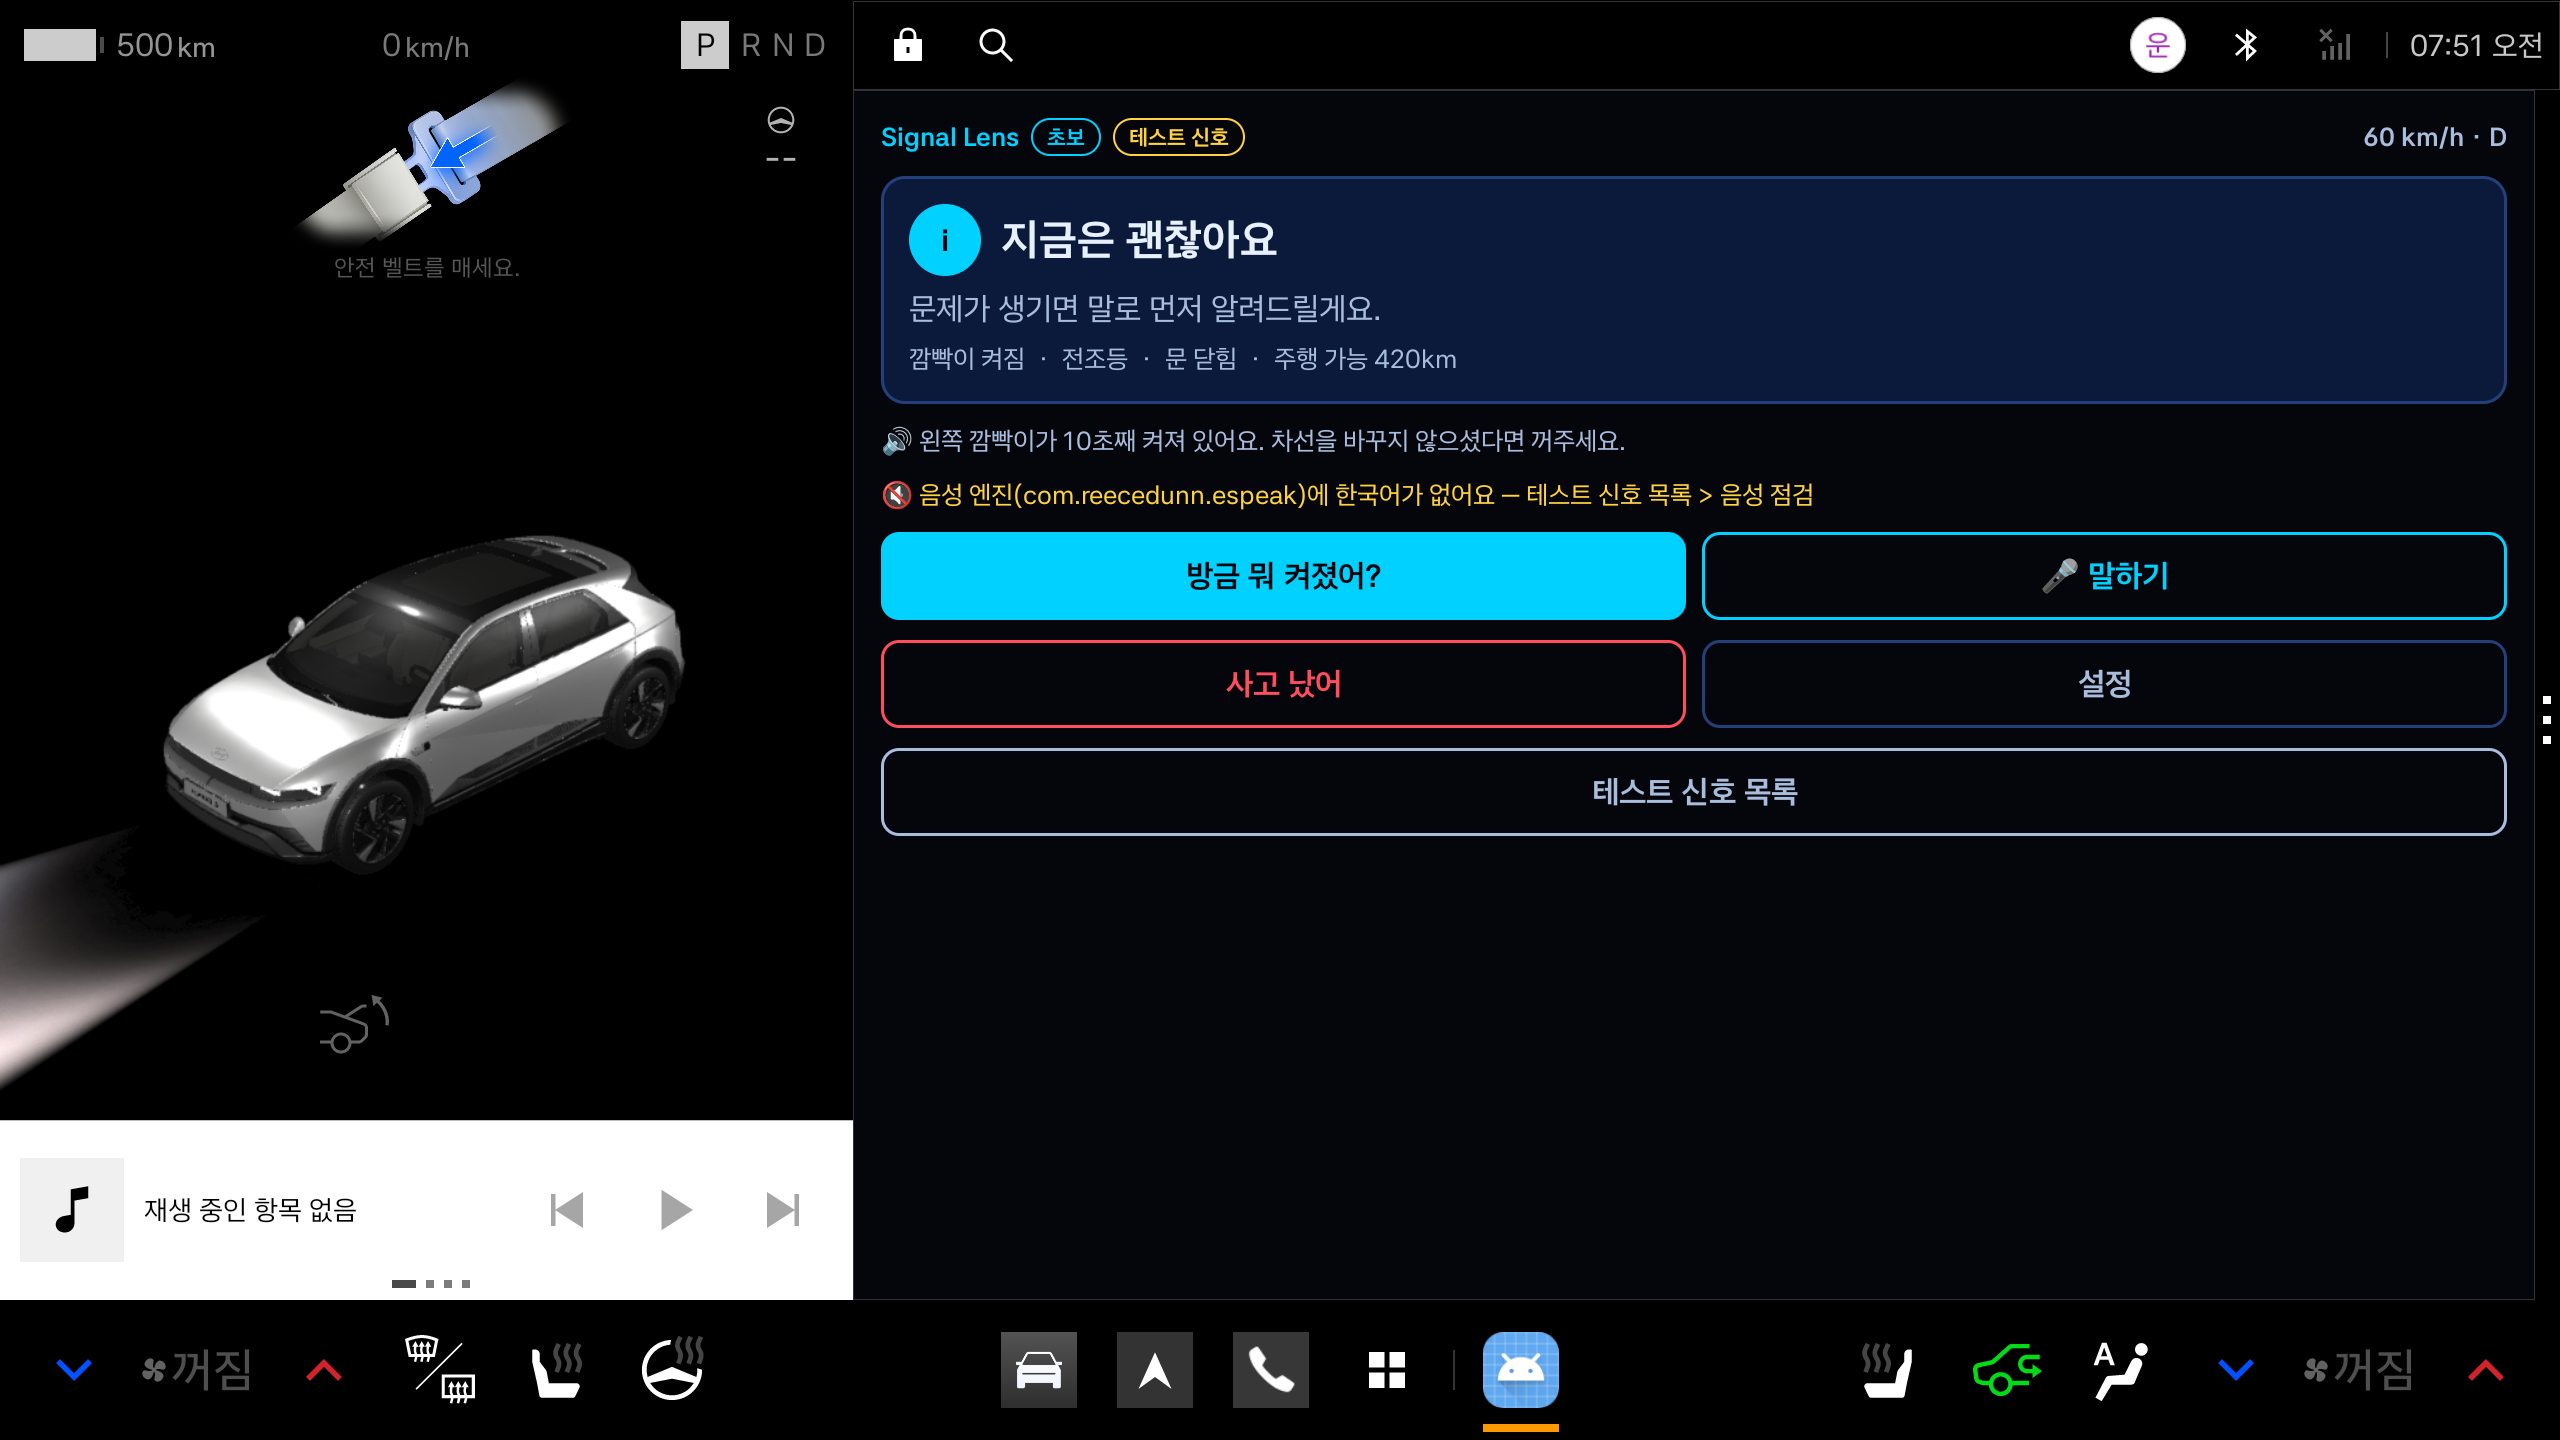 500 km
0 km/h
P R N D
안전 벨트를 매세요.
--
재생 중인 항목 없음
운
07:51 오전
Signal Lens 초보 테스트 신호
60 km/h · D
i 지금은 괜찮아요
문제가 생기면 말로 먼저 알려드릴게요.
깜빡이 켜짐 · 전조등 · 문 닫힘 · 주행 가능 420km
왼쪽 깜빡이가 10초째 켜져 있어요. 차선을 바꾸지 않으셨다면 꺼주세요.
음성 엔진(com.reecedunn.espeak)에 한국어가 없어요 — 테스트 신호 목록 > 음성 점검
방금 뭐 켜졌어?
말하기
사고 났어
설정
테스트 신호 목록
꺼짐
A
꺼짐